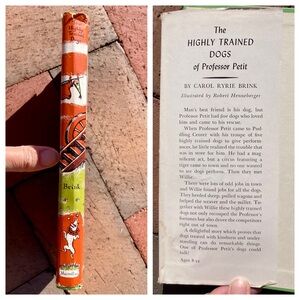 Brink
Macmillan
The
HIGHLY TRAINED
DOGS
of Professor Petit
BY CAROL RYRIE BRINK
Illustrated by Robert Henneberger
Man's best friend is his dog, but
Professor Petit had five dogs who loved
him and came to his rescue.
When Professor Petit came to Pud-
dling Center with his troupe of five
highly trained dogs to give perform-
ances, he little realized the trouble that
was in store for him. He had a mag-
nificent act, but a circus featuring a
tiger came to town and no one wanted
to see dogs perform. Then they met
Willie.
There were lots of odd jobs in town
and Willie found jobs for all the dogs.
They herded sheep, pulled wagons and
helped the weaver and the miller. To-
gether with Willie these highly trained
dogs not only recouped the Professor's
fortunes but also drove the competitors
right out of town.
A delightful story which proves that
dogs treated with kindness and under-
standing can do remarkable things.
One of Professor Petit's dogs could
talk!
Ages 8-12